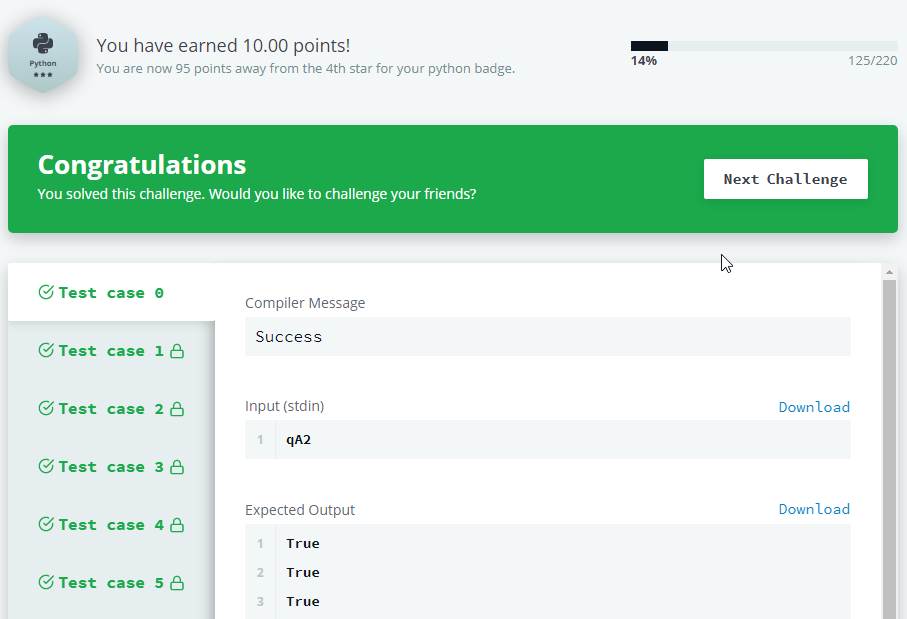 Python
★★★
You have earned 10.00 points!
You are now 95 points away from the 4th star for your python badge.
14%
125/220
Congratulations
You solved this challenge. Would you like to challenge your friends?
Next Challenge
Test case 0
Test case 1
Test case 2
Test case 3
Test case 4
Test case 5
Compiler Message
Success
Input (stdin)
Download
1 qA2
Expected Output
Download
1 True
2 True
3 True